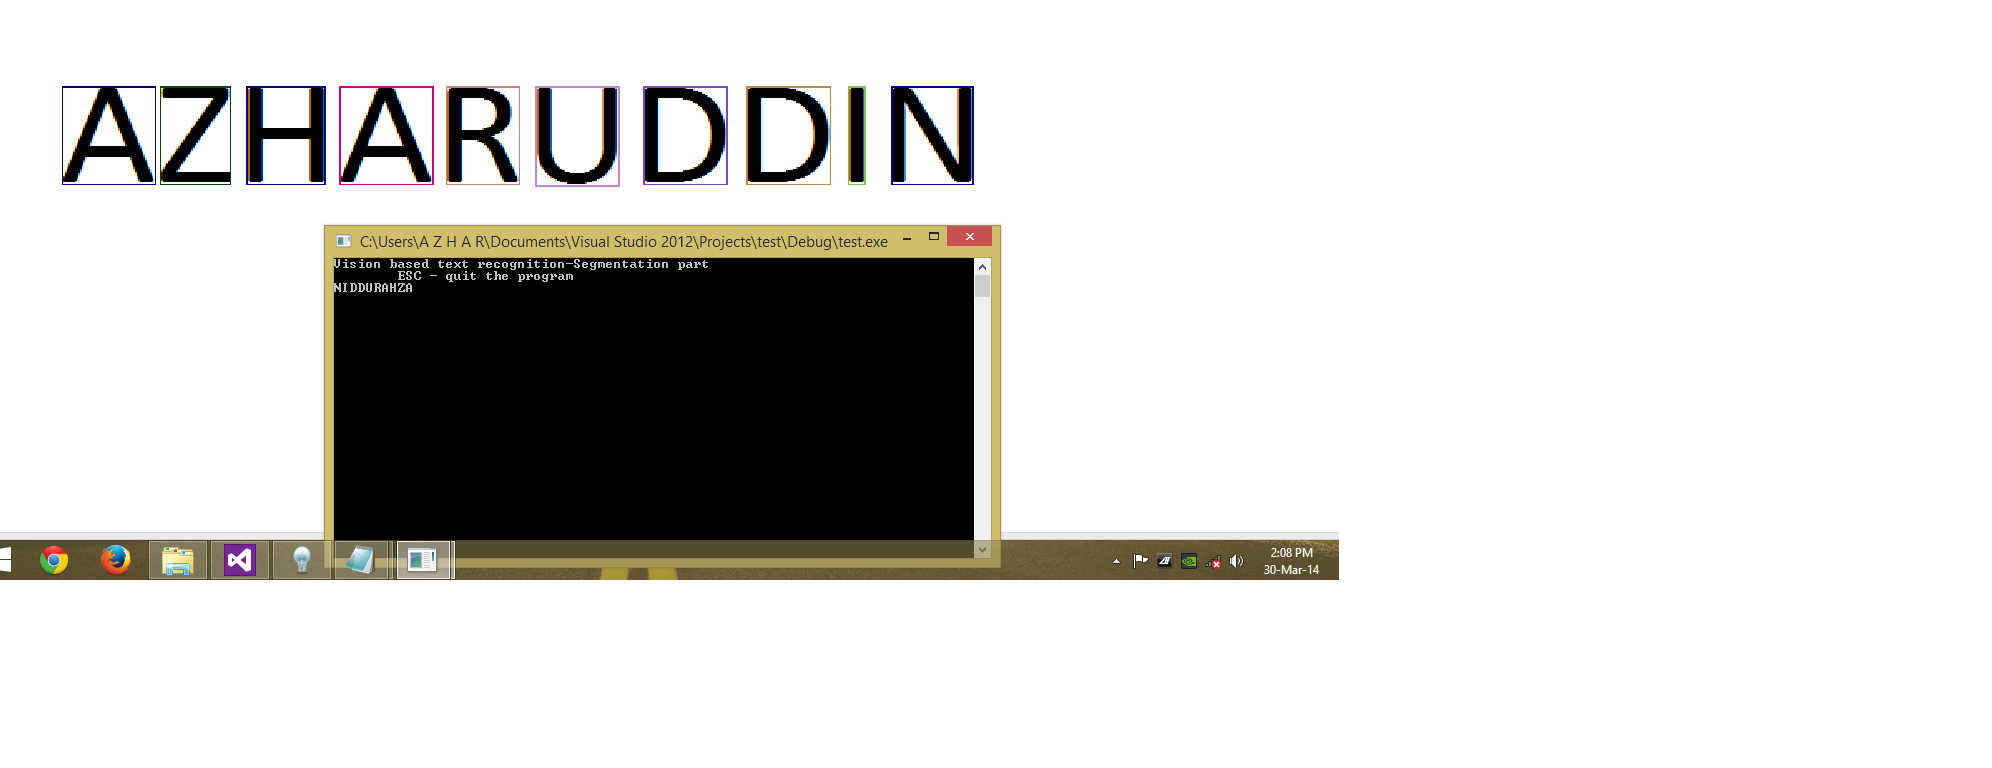 AZHARUDDIN
C:\Users\A Z H A R\Documents\Visual Studio 2012\Projects\test\Debug\test.exe
Vision based text recognition-Segmentation part
ESC - quit the program
NIDDURAHZA
2:08 PM
30-Mar-14